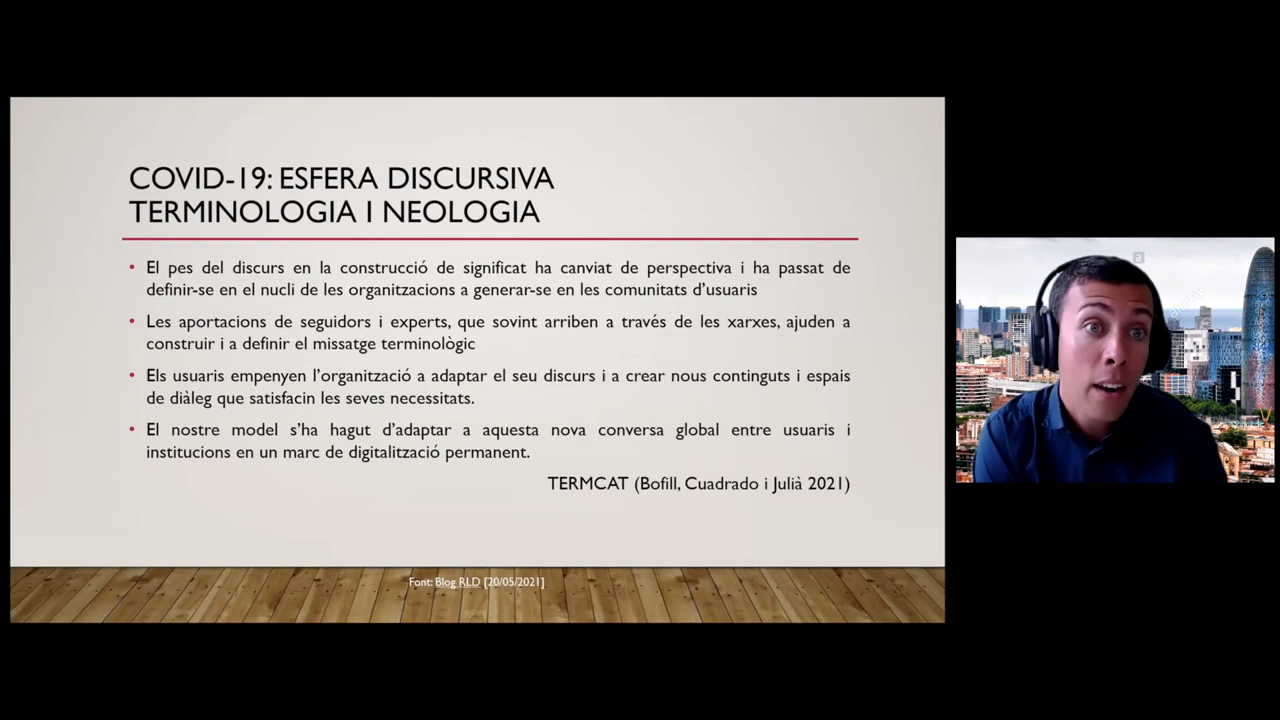 COVID-19: ESFERA DISCURSIVA
TERMINOLOGIA I NEOLOGIA
• El pes del discurs en la construcció de significat ha canviat de perspectiva i ha passat de
definir-se en el nucli de les organitzacions a generar-se en les comunitats d’usuaris
• Les aportacions de seguidors i experts, que sovint arriben a través de les xarxes, ajuden a
construir i a definir el missatge terminològic
• Els usuaris empenyen l’organització a adaptar el seu discurs i a crear nous continguts i espais
de diàleg que satisfacin les seves necessitats.
• El nostre model s’ha hagut d’adaptar a aquesta nova conversa global entre usuaris i
institucions en un marc de digitalització permanent.
TERMCAT (Bofill, Cuadrado i Julià 2021)
Font: Blog RLD [20/05/2021]